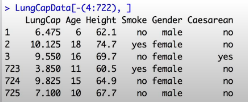 > LungCapData[-(4:722), ]
LungCap Age Height Smoke Gender Caesarean
1 6.475 6 62.1 no male no
2 10.125 18 74.7 yes female no
3 9.550 16 69.7 no female yes
723 3.850 11 60.5 yes female no
724 9.825 15 64.9 no female no
725 7.100 10 67.7 no male no